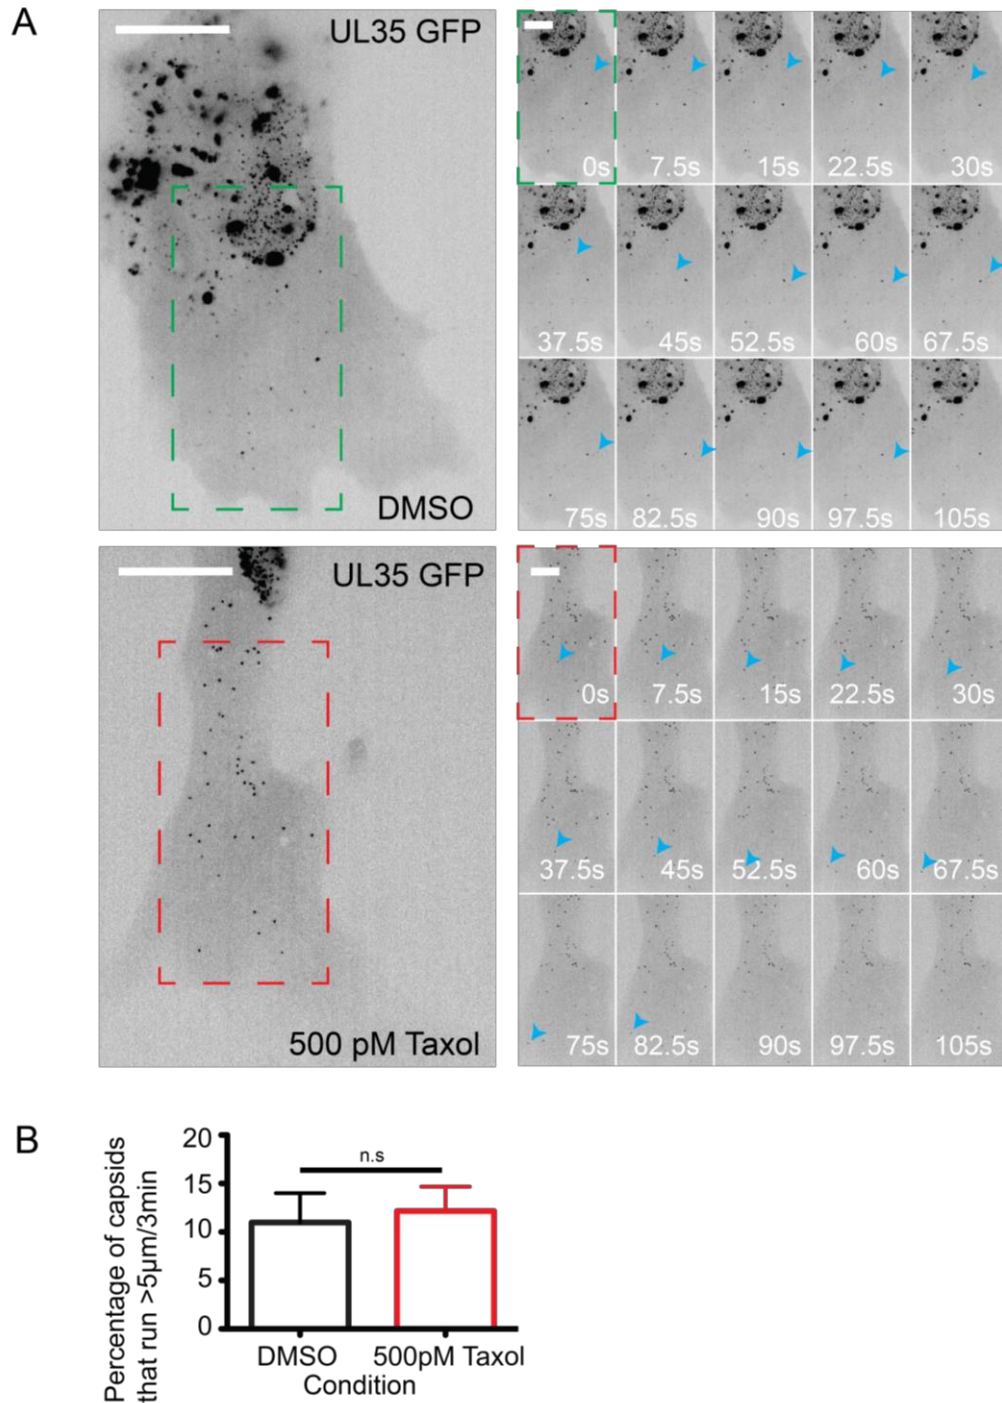 A
UL35 GFP
DMSO
0s 7.5s 15s 22.5s 30s
37.5s 45s 52.5s 60s 67.5s
75s 82.5s 90s 97.5s 105s
UL35 GFP
500 pM Taxol
0s 7.5s 15s 22.5s 30s
37.5s 45s 52.5s 60s 67.5s
75s 82.5s 90s 97.5s 105s
B
Percentage of capsids
that run >5µm/3min
20
15
10
5
0
n.s
DMSO 500pM Taxol
Condition